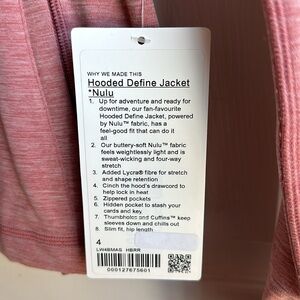 WHY WE MADE THIS
Hooded Define Jacket
*Nulu
1. Up for adventure and ready for
downtime, our fan-favourite
Hooded Define Jacket, powered
by Nulu™ fabric, has a
feel-good fit that can do it
all
2. Our buttery-soft Nulu™ fabric
feels weightlessly light and is
sweat-wicking and four-way
stretch
3. Added Lycra® fibre for stretch
and shape retention
4. Cinch the hood's drawcord to
help lock in heat
5. Zippered pockets
6. Hidden pocket to stash your
cards and key
7. Thumbholes and Cuffins™ keep
sleeves down and chills out
8. Slim fit, hip length
4
LW4BMAS HBRR
000127675601